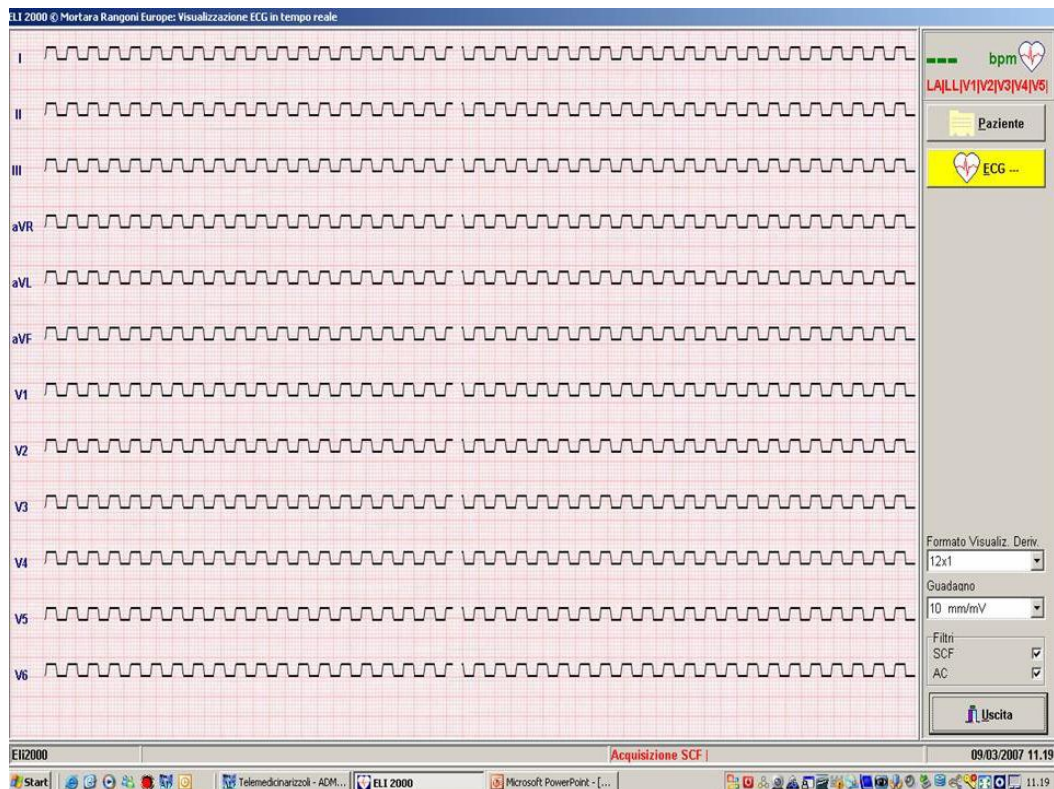 ELI 2000 © Mortara Rangoni Europe: Visualizzazione ECG in tempo reale
I
II
III
aVR
aVL
aVF
V1
V2
V3
V4
V5
V6
--- bpm
LA|LL|V1|V2|V3|V4|V5|
Paziente
ECG ---
Formato Visualiz. Deriv.
12x1
Guadagno
10 mm/mV
Filtri
SCF
AC
Uscita
Eli2000
Acquisizione SCF |
09/03/2007 11.19
Start
Telemedicinarizzoli - ADM...
ELI 2000
Microsoft PowerPoint - [...
11.19